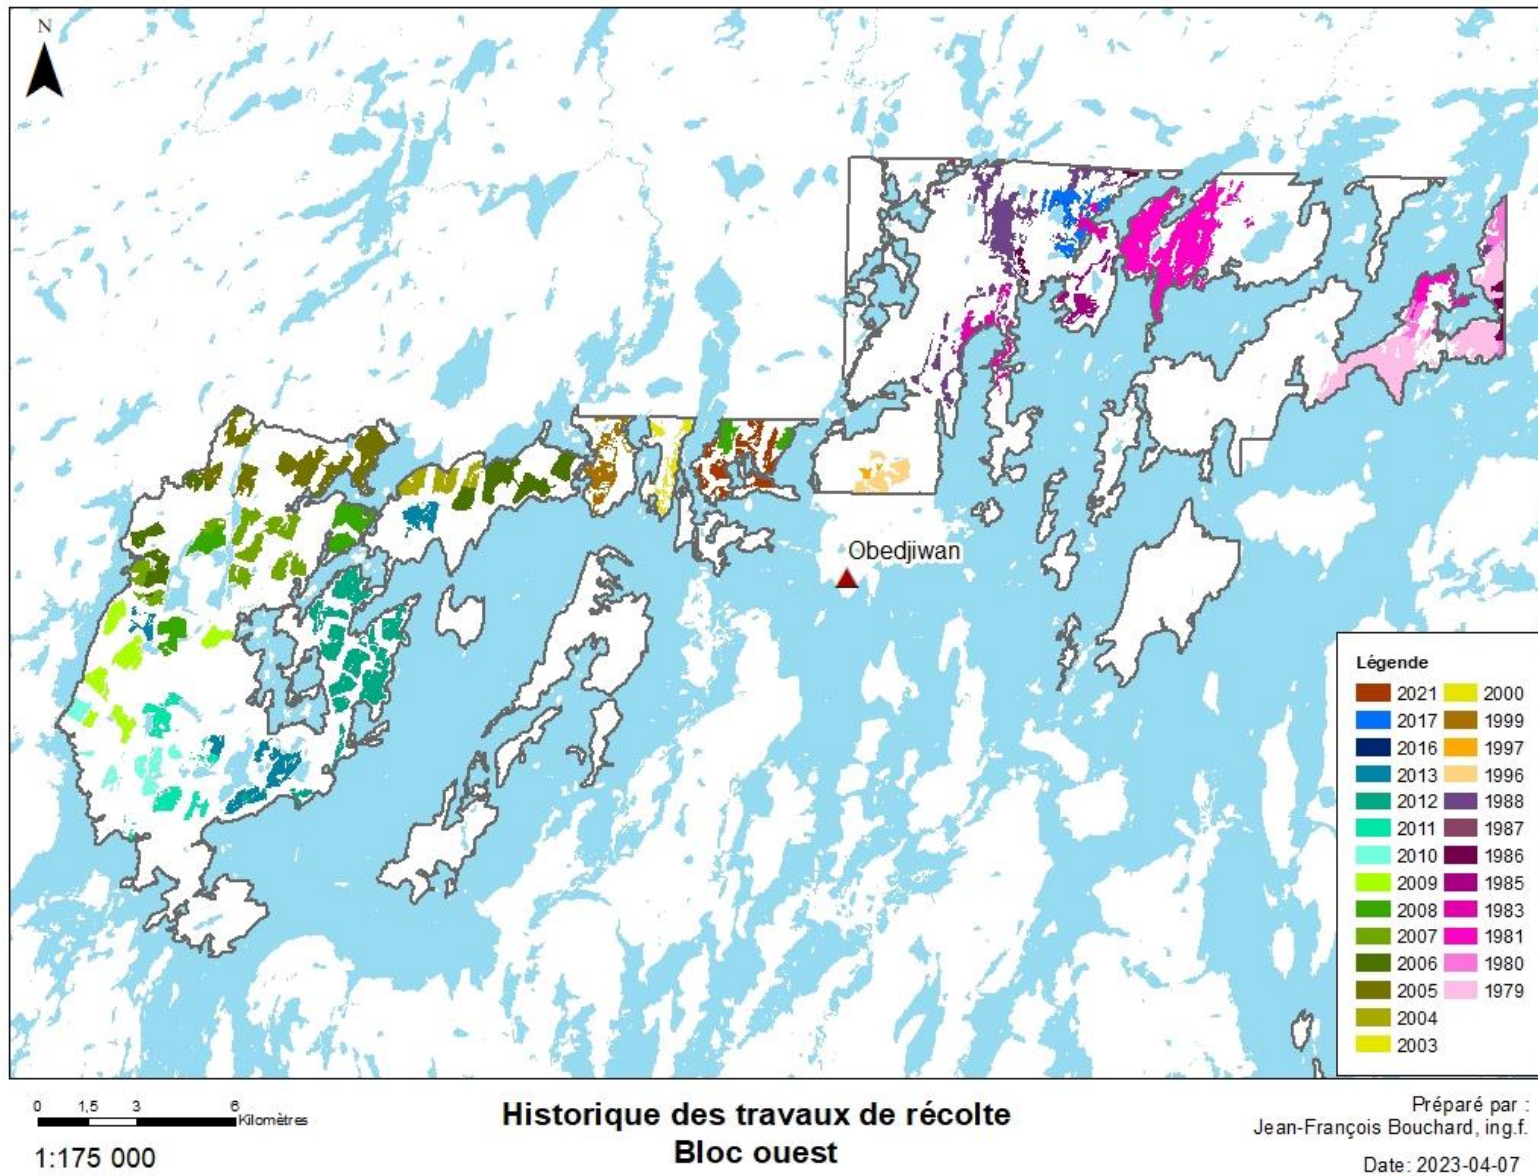 N
Obedjiwan
Légende
2021 2000
2017 1999
2016 1997
2013 1996
2012 1988
2011 1987
2010 1986
2009 1985
2008 1983
2007 1981
2006 1980
2005 1979
2004
2003
0 1,5 3 6
Kilomètres
1:175 000
Historique des travaux de récolte
Bloc ouest
Préparé par :
Jean-François Bouchard, ing.f.
Date: 2023-04-07